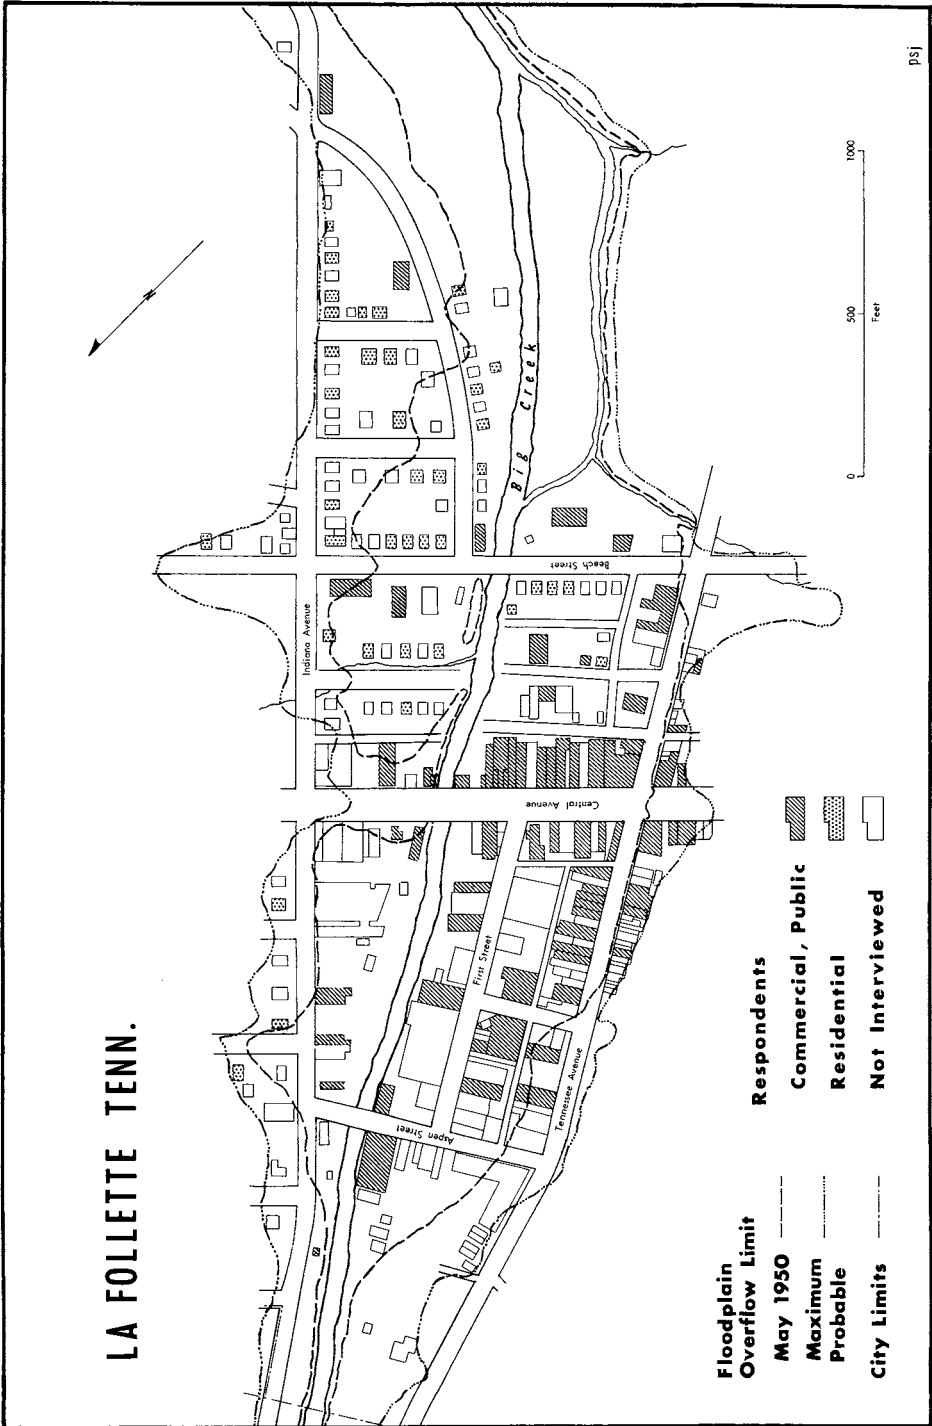 LA FOLLETTE TENN.
N
Indiana Avenue
Big Creek
Beach Street
Central Avenue
First Street
Aspen Street
Tennessee Avenue
Floodplain
Overflow Limit
May 1950
Maximum
Probable
City Limits
Respondents
Commercial, Public
Residential
Not Interviewed
0 500 1000
Feet
psj